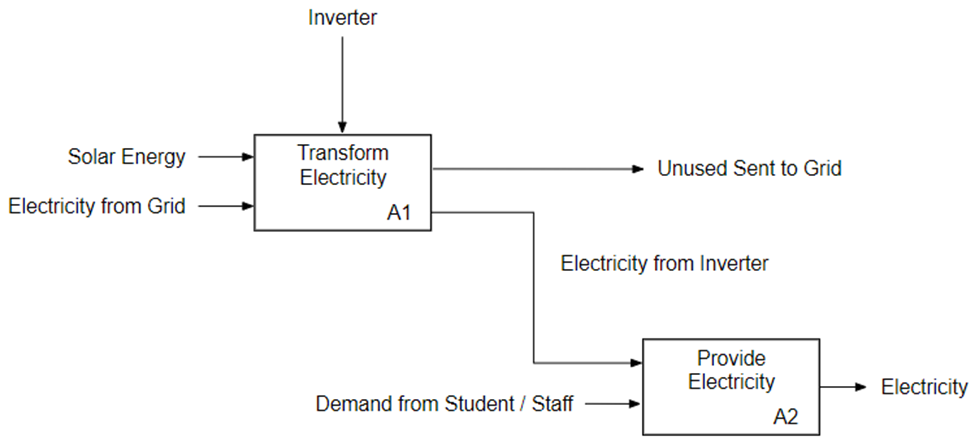 Inverter
Solar Energy
Transform
Electricity
Unused Sent to Grid
Electricity from Grid
A1
Electricity from Inverter
Provide
Electricity
Electricity
Demand from Student / Staff
A2